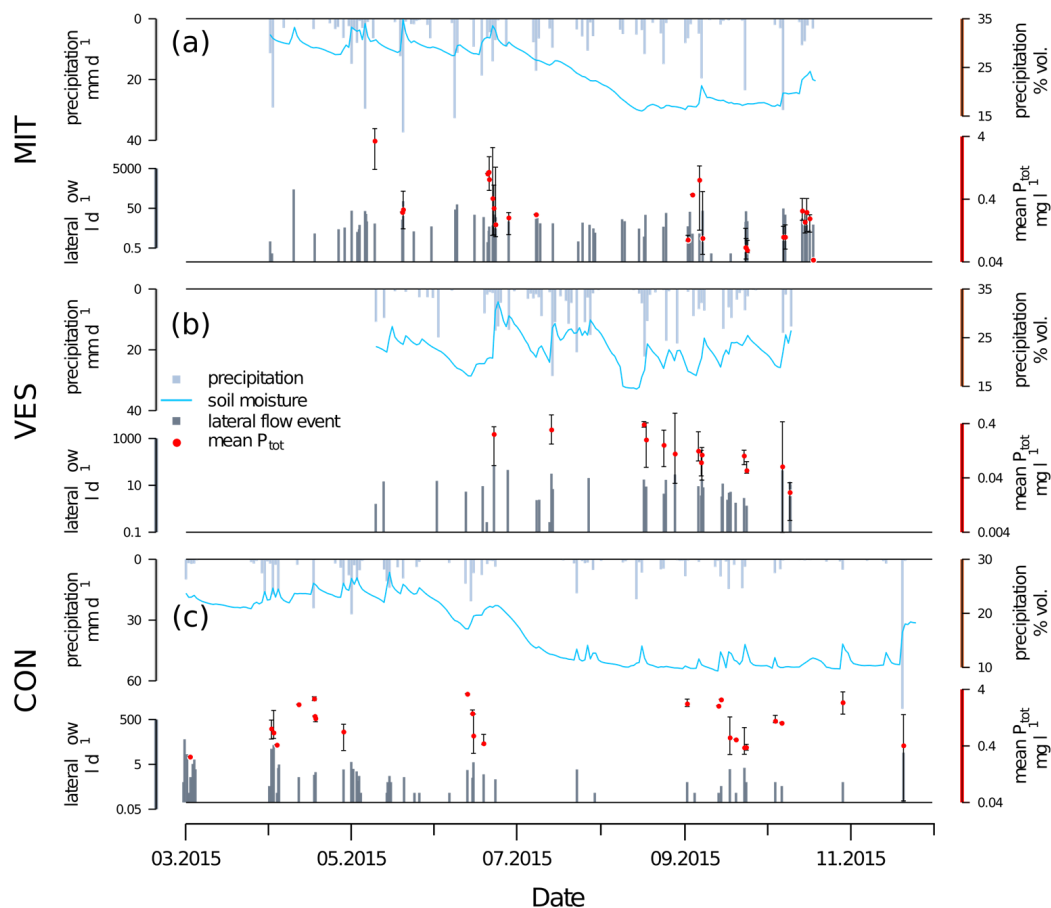 MIT
(a)
precipitation
mm d 1
0
20
40
35
25
15
precipitation
% vol.
lateral ow
l d 1
5000
50
0.5
4
0.4
0.04
mean Ptot
mg l 1
VES
(b)
precipitation
mm d 1
0
20
40
35
25
15
precipitation
% vol.
precipitation
soil moisture
lateral flow event
mean Ptot
lateral ow
l d 1
1000
10
0.1
0.4
0.04
0.004
mean Ptot
mg l 1
CON
(c)
precipitation
mm d 1
0
30
60
30
20
10
precipitation
% vol.
lateral ow
l d 1
500
5
0.05
4
0.4
0.04
mean Ptot
mg l 1
03.2015
05.2015
07.2015
09.2015
11.2015
Date